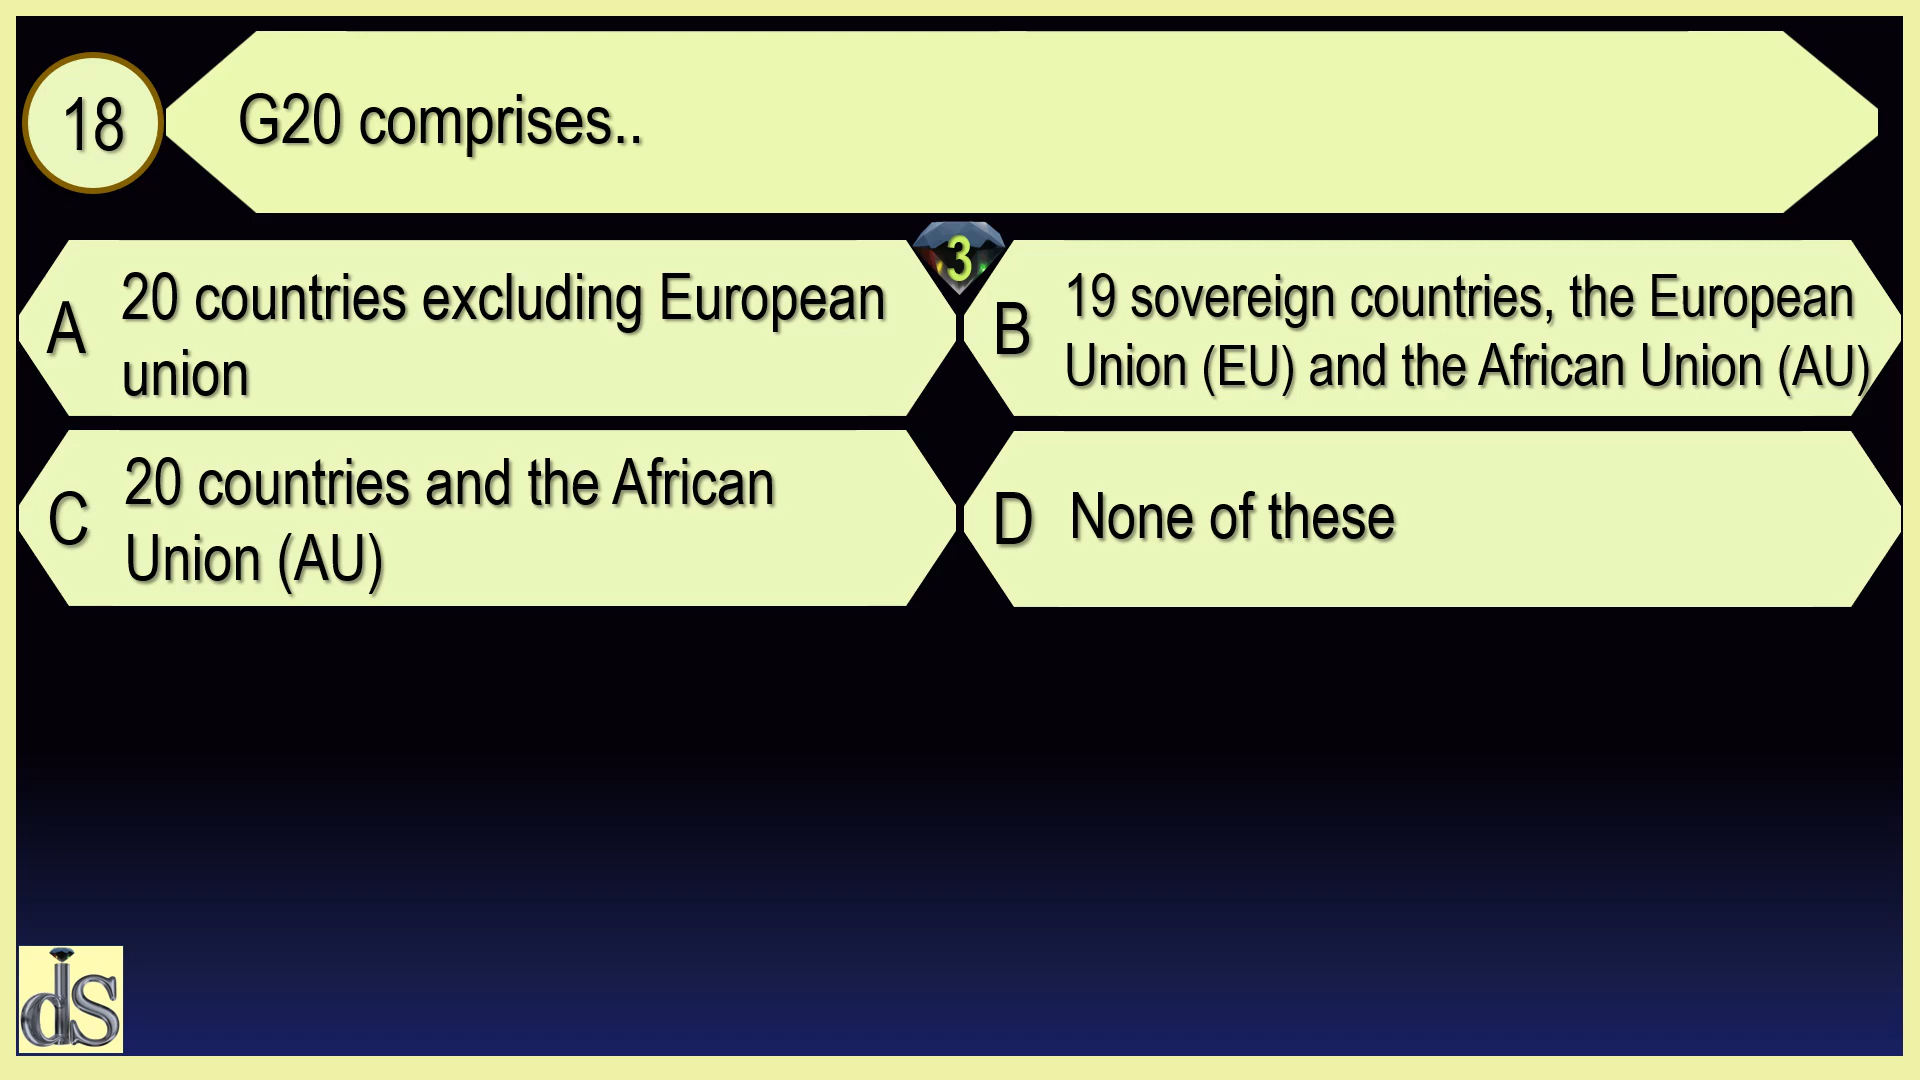 18
G20 comprises..
3
A
20 countries excluding European
union
B
19 sovereign countries, the European
Union (EU) and the African Union (AU)
C
20 countries and the African
Union (AU)
D
None of these
ds